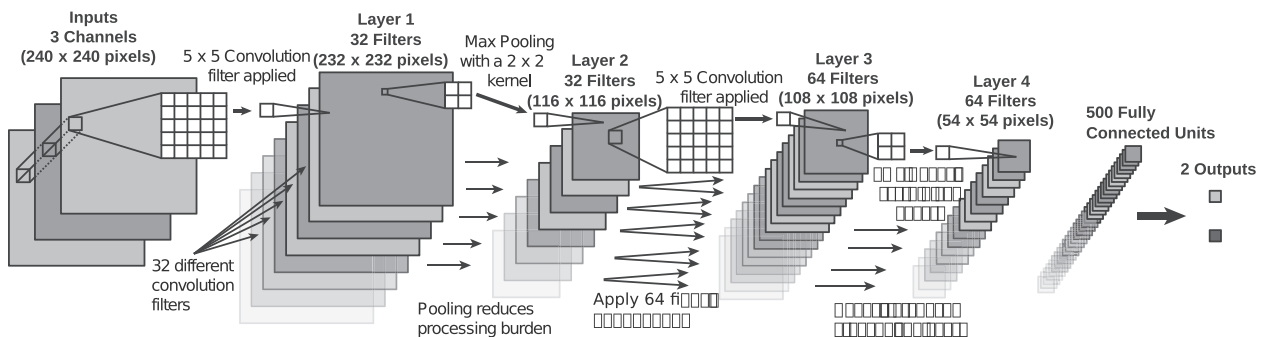 Inputs
3 Channels
(240 x 240 pixels)
5 x 5 Convolution
filter applied
Layer 1
32 Filters
(232 x 232 pixels)
Max Pooling
with a 2 x 2
kernel
Layer 2
32 Filters
(116 x 116 pixels)
5 x 5 Convolution
filter applied
Layer 3
64 Filters
(108 x 108 pixels)
Layer 4
64 Filters
(54 x 54 pixels)
500 Fully
Connected Units
2 Outputs
32 different
convolution
filters
Pooling reduces
processing burden
Apply 64